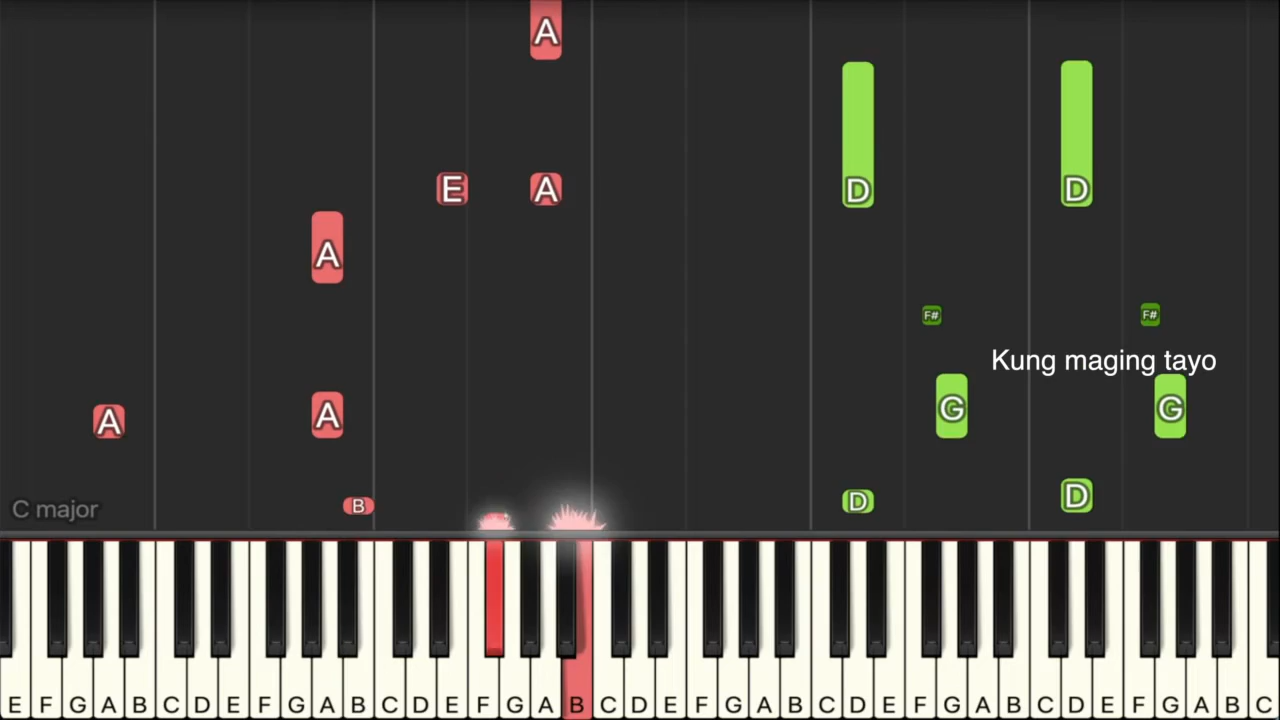 A
E A D D
A
F# F#
Kung maging tayo
A A G G
B D D
C major
E F G A B C D E F G A B C D E F G A B C D E F G A B C D E F G A B C D E F G A B C